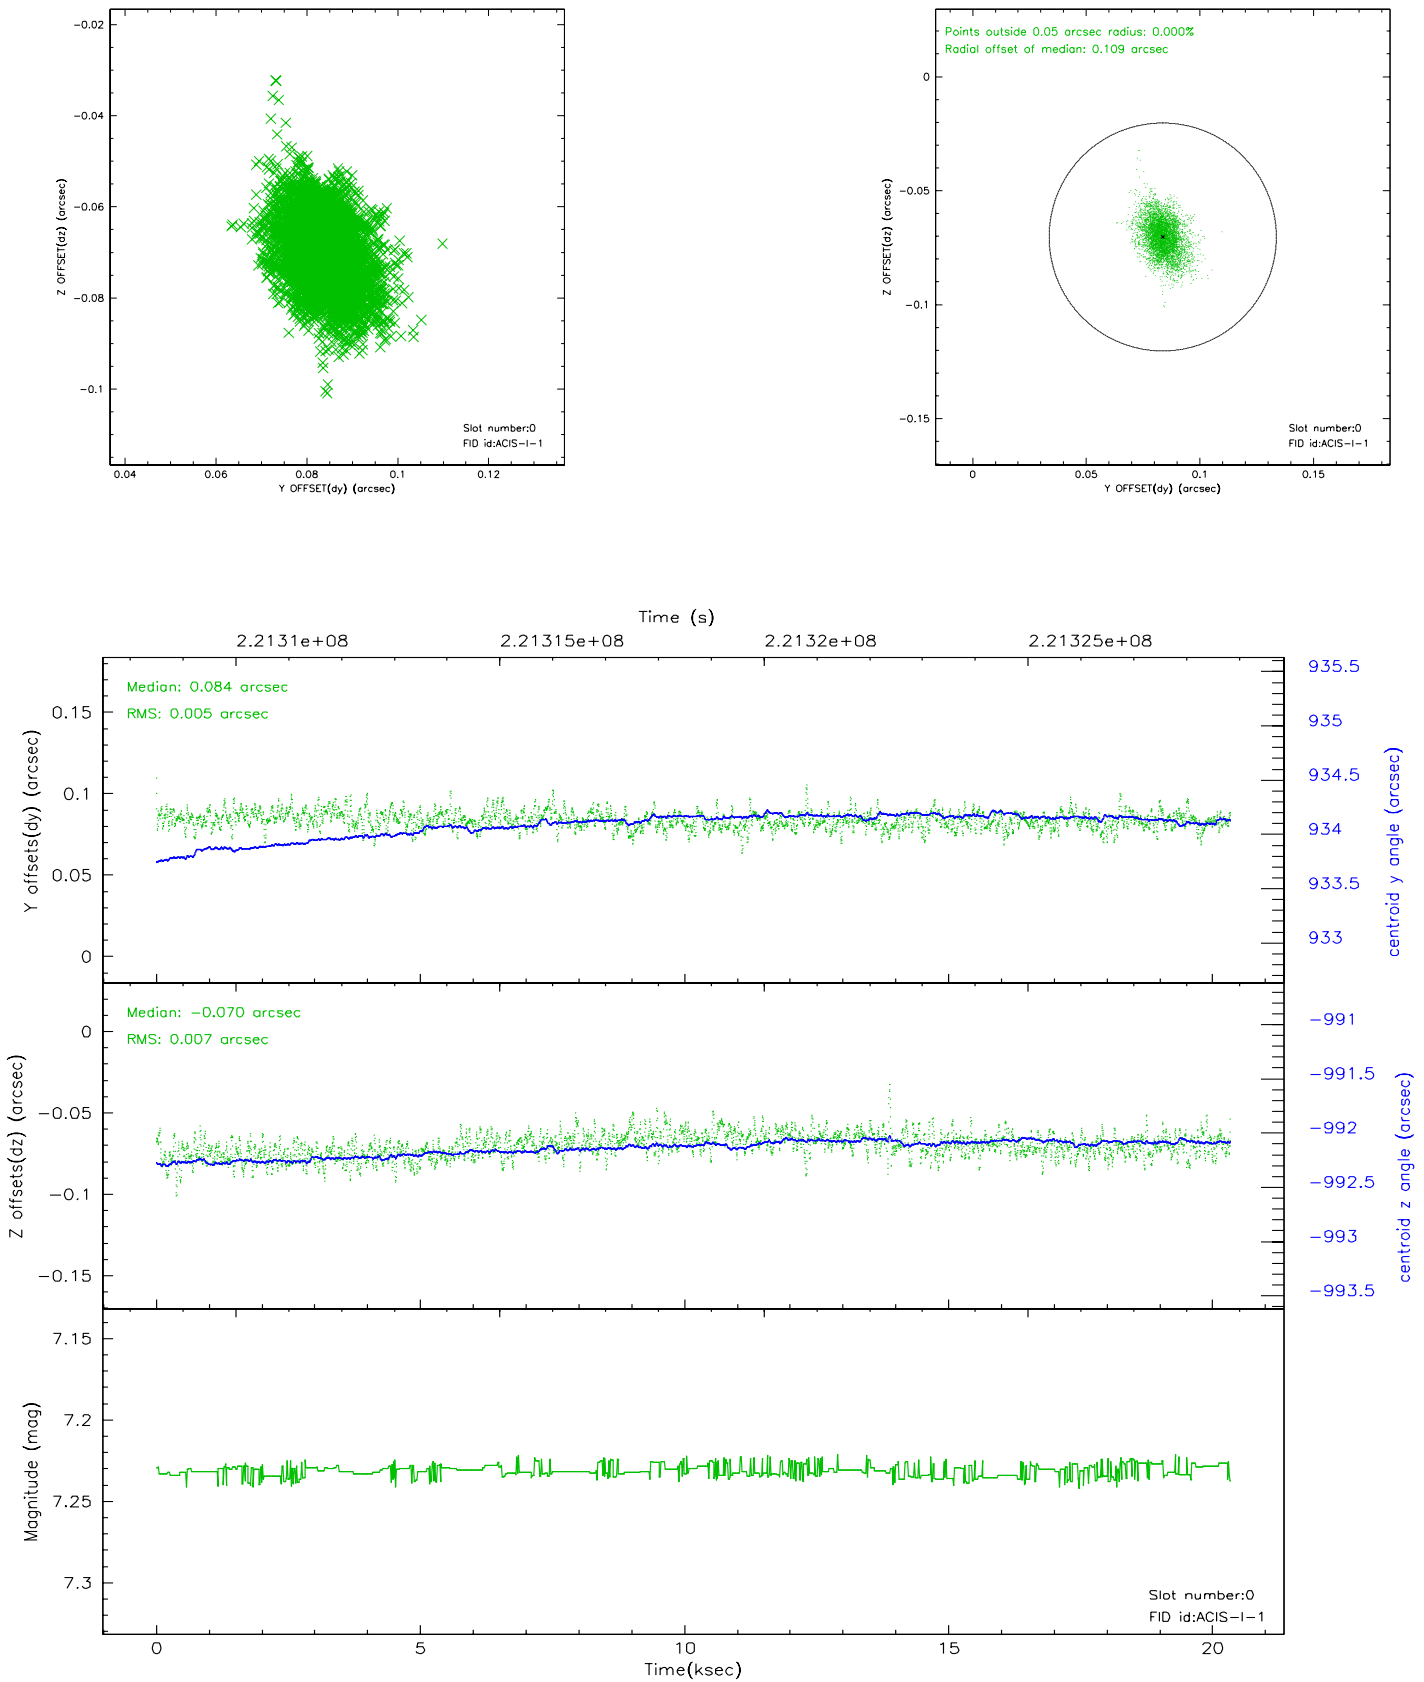 -0.02
-0.04
-0.06
-0.08
-0.1
Z OFFSET(dz) (arcsec)
0.04 0.06 0.08 0.1 0.12
Y OFFSET(dy) (arcsec)
Slot number:0
FID id:ACIS-I-1
Points outside 0.05 arcsec radius: 0.000%
Radial offset of median: 0.109 arcsec
0
-0.05
-0.1
-0.15
Z OFFSET(dz) (arcsec)
0 0.05 0.1 0.15
Y OFFSET(dy) (arcsec)
Slot number:0
FID id:ACIS-I-1
Time (s)
2.2131e+08 2.21315e+08 2.2132e+08 2.21325e+08
Median: 0.084 arcsec
RMS: 0.005 arcsec
0.15
0.1
0.05
0
Y offsets(dy) (arcsec)
935.5
935
934.5
934
933.5
933
centroid y angle (arcsec)
Median: -0.070 arcsec
RMS: 0.007 arcsec
0
-0.05
-0.1
-0.15
Z offsets(dz) (arcsec)
-991
-991.5
-992
-992.5
-993
-993.5
centroid z angle (arcsec)
7.15
7.2
7.25
7.3
Magnitude (mag)
Slot number:0
FID id:ACIS-I-1
0 5 10 15 20
Time(ksec)